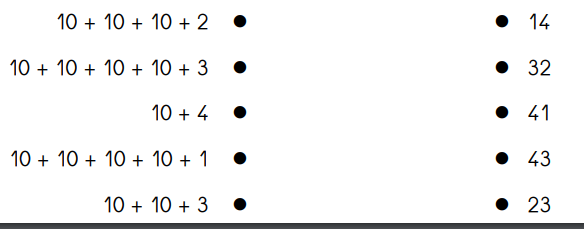 10 + 10 + 10 + 2 ● ● 14
10 + 10 + 10 + 10 + 3 ● ● 32
10 + 4 ● ● 41
10 + 10 + 10 + 10 + 1 ● ● 43
10 + 10 + 3 ● ● 23